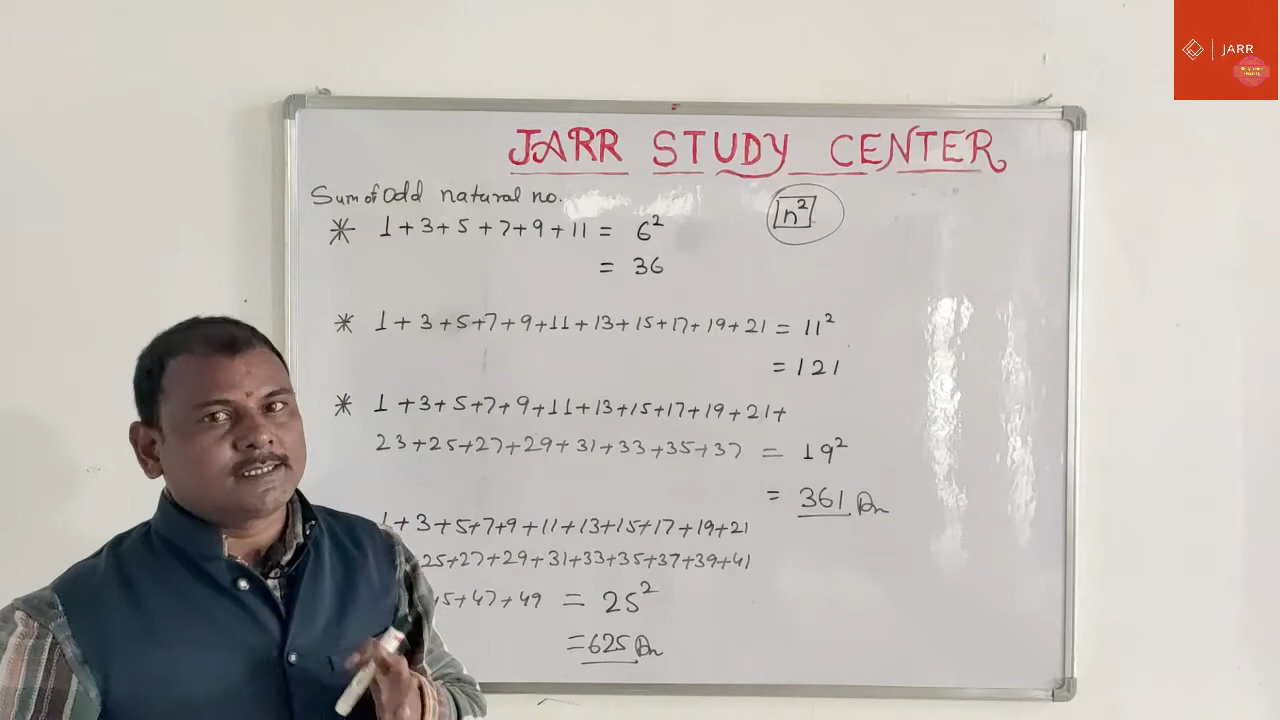 JARR
JARR STUDY CENTER
Sum of Odd natural no.
n²
* 1+3+5+7+9+11 = 6²
= 36
* 1+3+5+7+9+11+13+15+17+19+21 = 11²
= 121
* 1+3+5+7+9+11+13+15+17+19+21+
23+25+27+29+31+33+35+37 = 19²
= 361
1+3+5+7+9+11+13+15+17+19+21
25+27+29+31+33+35+37+39+41
+47+49 = 25²
=625